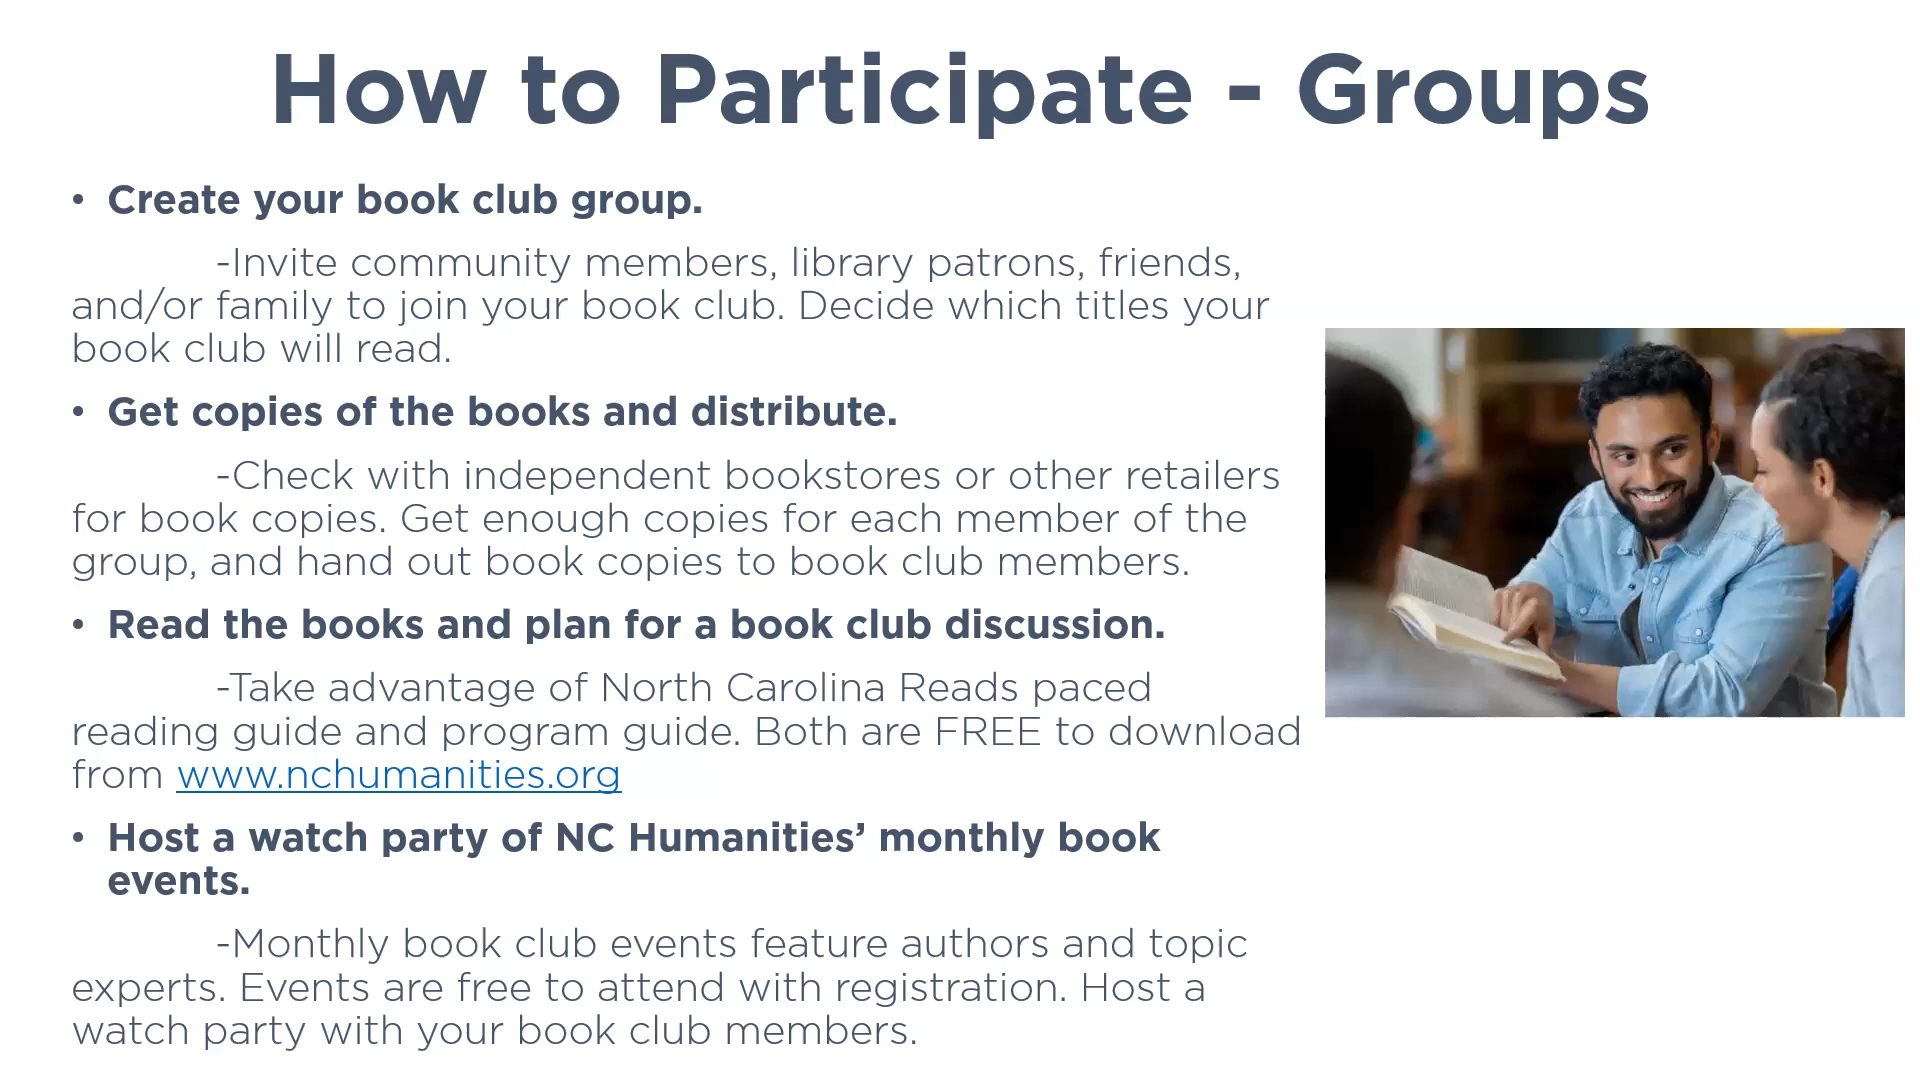 How to Participate - Groups
• Create your book club group.
-Invite community members, library patrons, friends,
and/or family to join your book club. Decide which titles your
book club will read.
• Get copies of the books and distribute.
-Check with independent bookstores or other retailers
for book copies. Get enough copies for each member of the
group, and hand out book copies to book club members.
• Read the books and plan for a book club discussion.
-Take advantage of North Carolina Reads paced
reading guide and program guide. Both are FREE to download
from www.nchumanities.org
• Host a watch party of NC Humanities’ monthly book
events.
-Monthly book club events feature authors and topic
experts. Events are free to attend with registration. Host a
watch party with your book club members.